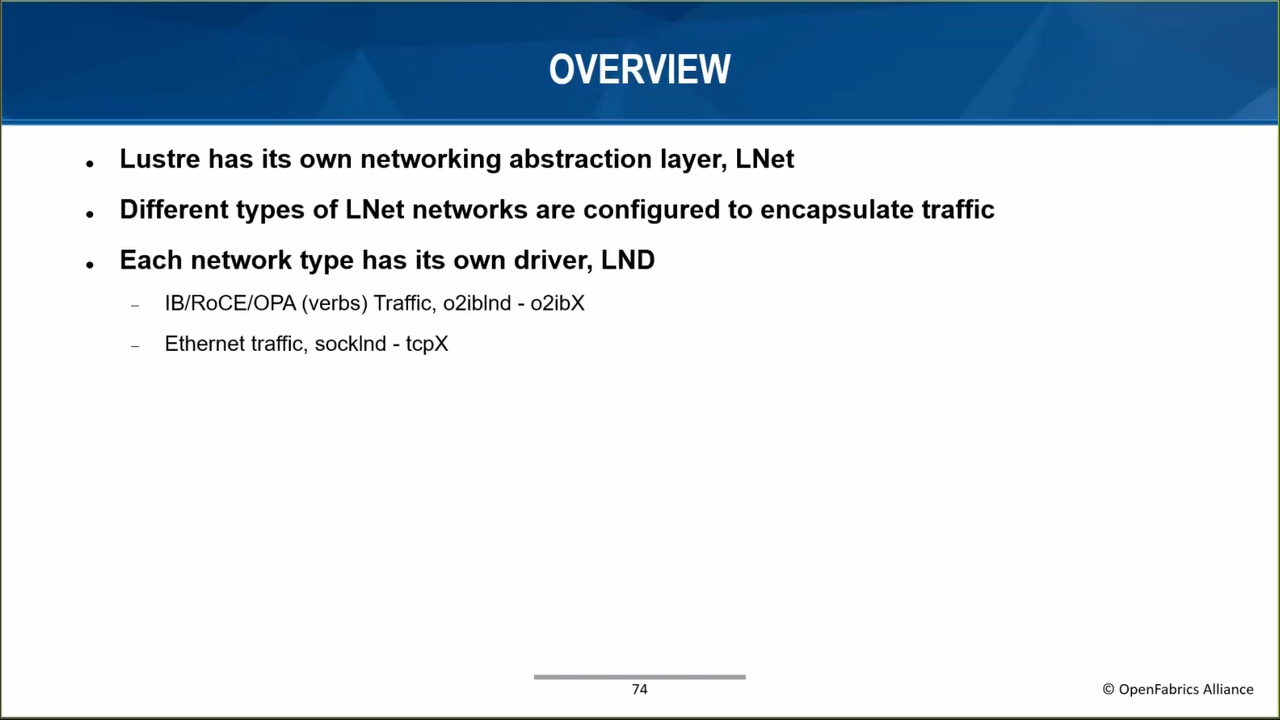 OVERVIEW
• Lustre has its own networking abstraction layer, LNet
• Different types of LNet networks are configured to encapsulate traffic
• Each network type has its own driver, LND
– IB/RoCE/OPA (verbs) Traffic, o2iblnd - o2ibX
– Ethernet traffic, socklnd - tcpX
74
© OpenFabrics Alliance